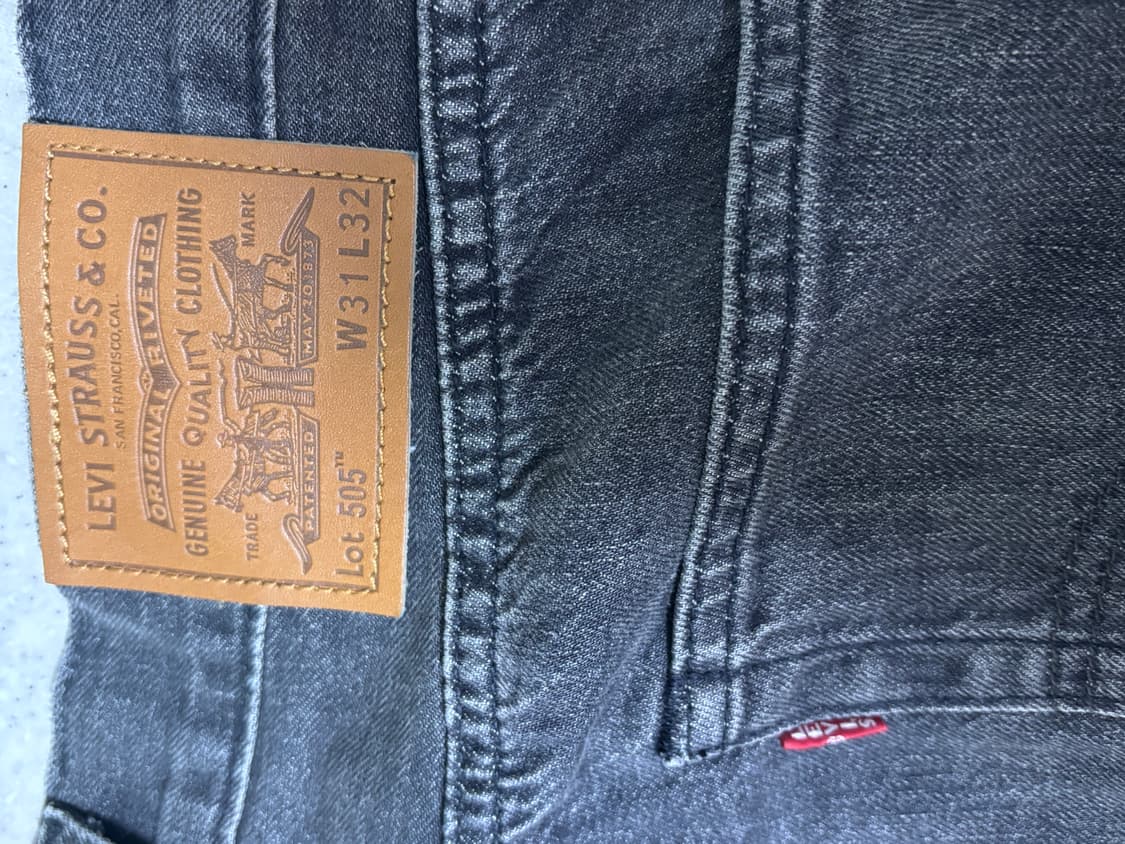 LEVI STRAUSS & CO.
SAN FRANCISCO, CAL.
ORIGINAL RIVETED
GENUINE QUALITY CLOTHING
TRADE MARK
PATENTED MAY 20 1873
Lot 505™ W31 L32
LEVI'S